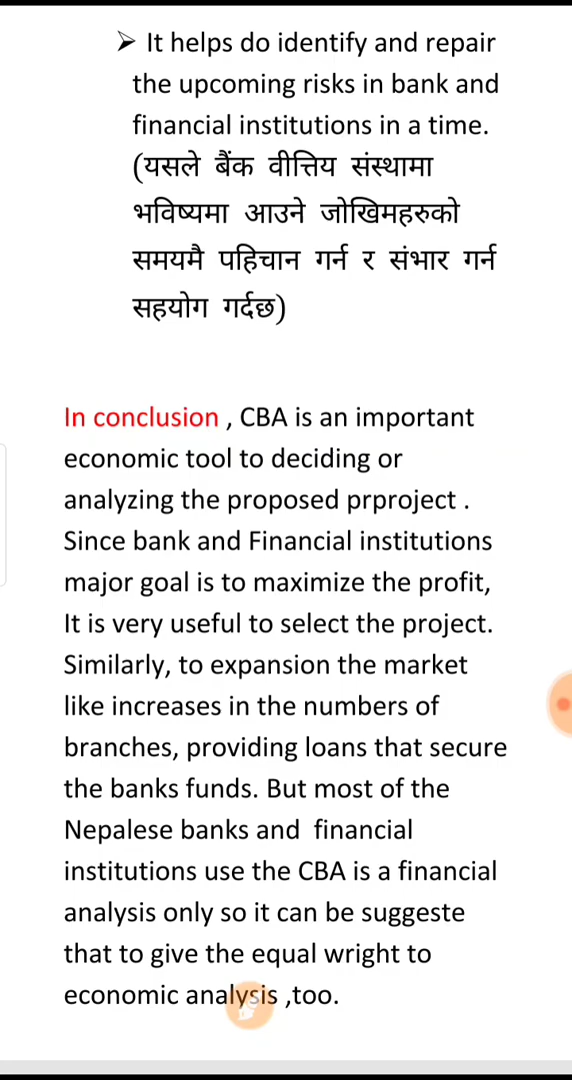 ➤ It helps do identify and repair
the upcoming risks in bank and
financial institutions in a time.
(यसले बैंक वीत्तिय संस्थामा
भविष्यमा आउने जोखिमहरुको
समयमै पहिचान गर्न र संभार गर्न
सहयोग गर्दछ)
In conclusion , CBA is an important
economic tool to deciding or
analyzing the proposed prproject .
Since bank and Financial institutions
major goal is to maximize the profit,
It is very useful to select the project.
Similarly, to expansion the market
like increases in the numbers of
branches, providing loans that secure
the banks funds. But most of the
Nepalese banks and financial
institutions use the CBA is a financial
analysis only so it can be suggeste
that to give the equal wright to
economic analysis ,too.